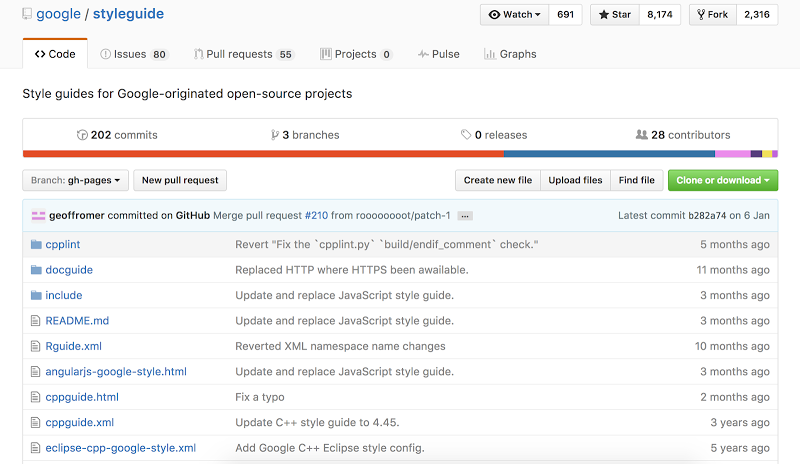 google / styleguide
Watch 691 Star 8,174 Fork 2,316
Code Issues 80 Pull requests 55 Projects 0 Pulse Graphs
Style guides for Google-originated open-source projects
202 commits 3 branches 0 releases 28 contributors
Branch: gh-pages New pull request Create new file Upload files Find file Clone or download
geoffromer committed on GitHub Merge pull request #210 from roooooooot/patch-1 ... Latest commit b282a74 on 6 Jan
cpplint Revert "Fix the `cpplint.py` `build/endif_comment` check." 5 months ago
docguide Replaced HTTP where HTTPS been available. 11 months ago
include Update and replace JavaScript style guide. 3 months ago
README.md Update and replace JavaScript style guide. 3 months ago
Rguide.xml Reverted XML namespace name changes 10 months ago
angularjs-google-style.html Update and replace JavaScript style guide. 3 months ago
cppguide.html Fix a typo 2 months ago
cppguide.xml Update C++ style guide to 4.45. 3 years ago
eclipse-cpp-google-style.xml Add Google C++ Eclipse style config. 5 years ago